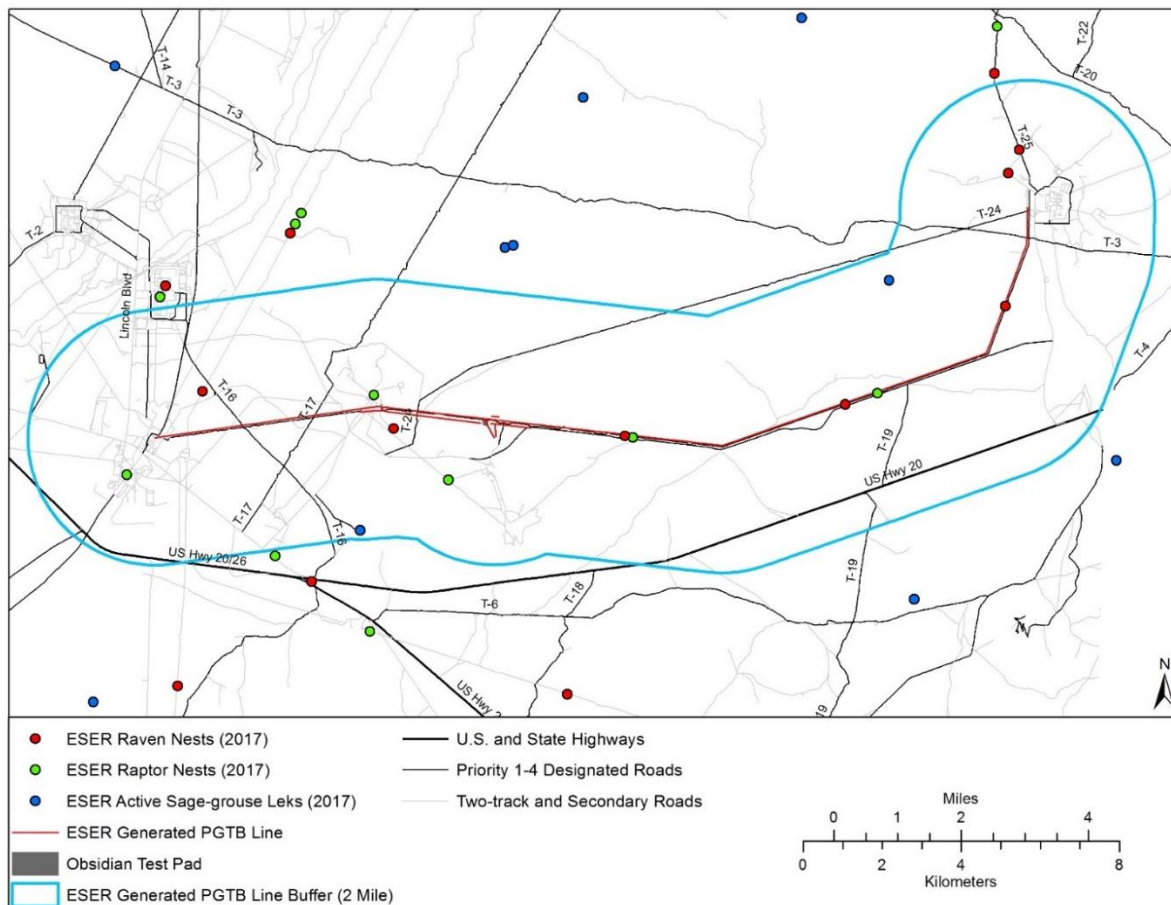 T-14
T-3
T-3
T-22
T-20
T-25
T-24
T-3
T-2
Lincoln Blvd
T-16
T-17
T-24
T-4
T-19
US Hwy 20
T-17
T-16
US Hwy 20/26
T-18
T-19
T-6
US Hwy 2
19
N
ESER Raven Nests (2017)
ESER Raptor Nests (2017)
ESER Active Sage-grouse Leks (2017)
ESER Generated PGTB Line
Obsidian Test Pad
ESER Generated PGTB Line Buffer (2 Mile)
U.S. and State Highways
Priority 1-4 Designated Roads
Two-track and Secondary Roads
Miles
0 1 2 4
0 2 4 8
Kilometers